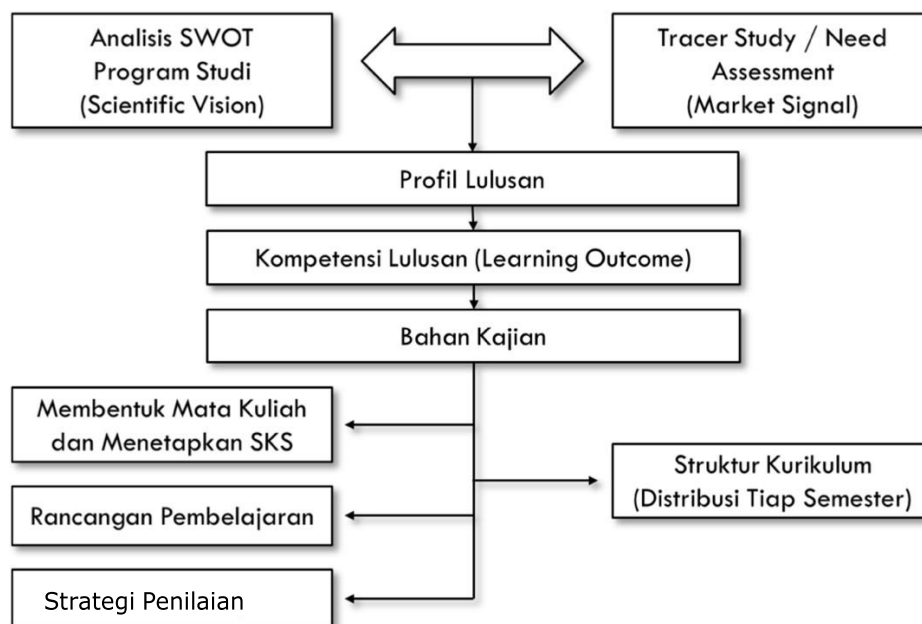 Analisis SWOT
Program Studi
(Scientific Vision)
Tracer Study / Need
Assessment
(Market Signal)
Profil Lulusan
Kompetensi Lulusan (Learning Outcome)
Bahan Kajian
Membentuk Mata Kuliah
dan Menetapkan SKS
Struktur Kurikulum
(Distribusi Tiap Semester)
Rancangan Pembelajaran
Strategi Penilaian